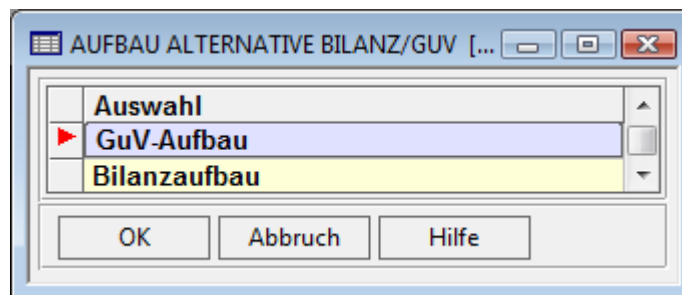 AUFBAU ALTERNATIVE BILANZ/GUV [...
Auswahl
GuV-Aufbau
Bilanzaufbau
OK Abbruch Hilfe